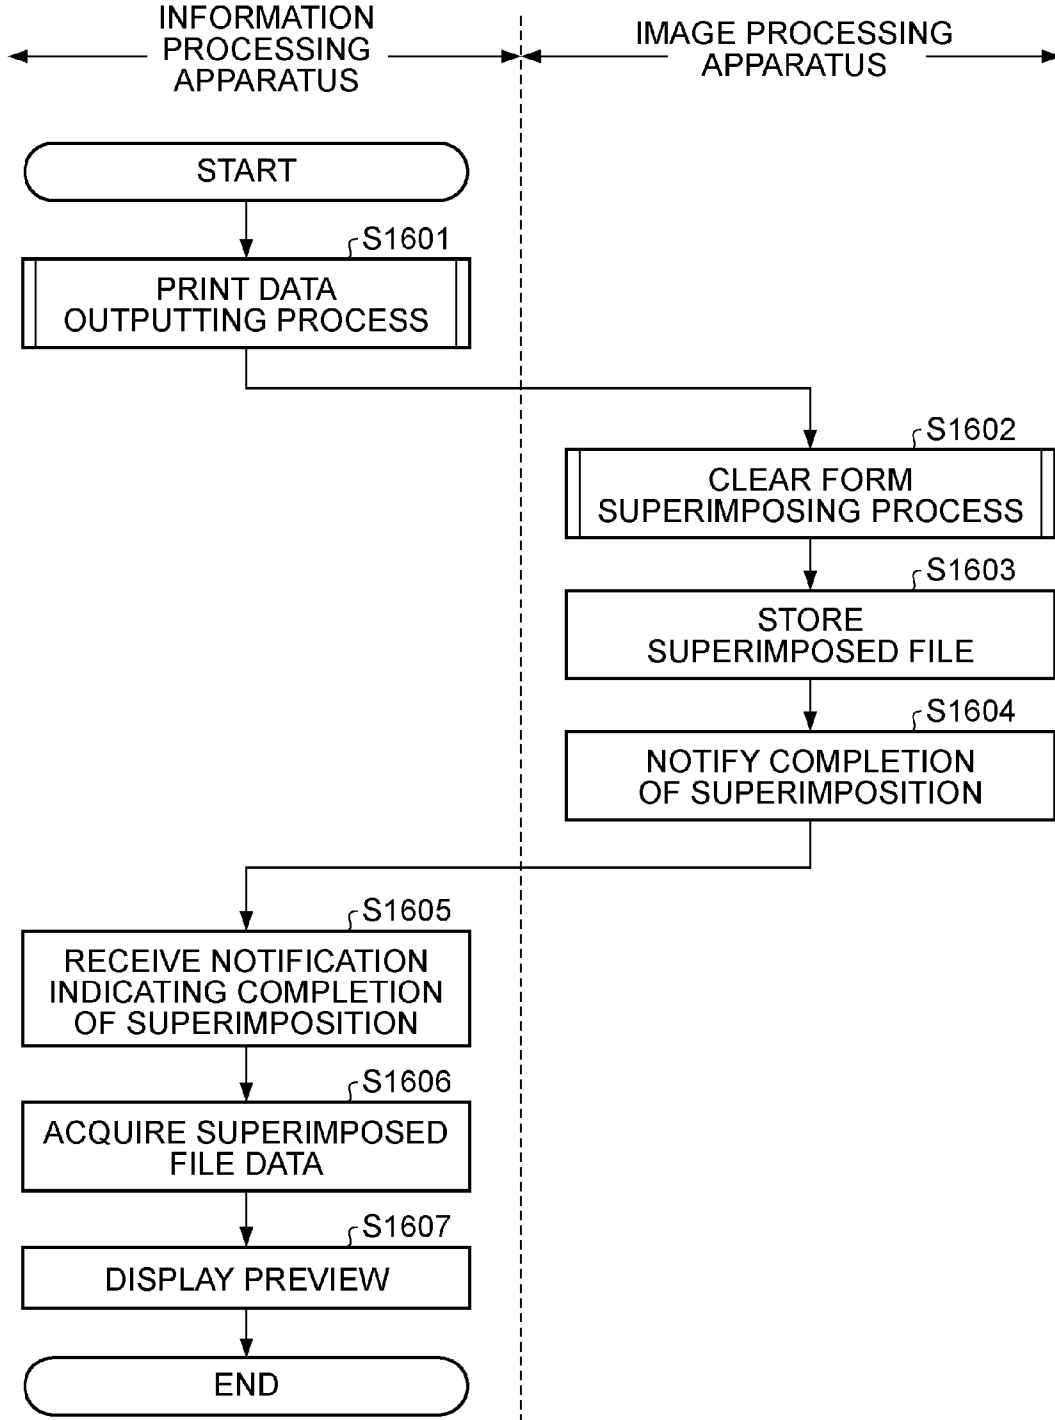 INFORMATION
PROCESSING
APPARATUS
IMAGE PROCESSING
APPARATUS
START
S1601
PRINT DATA
OUTPUTTING PROCESS
S1602
CLEAR FORM
SUPERIMPOSING PROCESS
S1603
STORE
SUPERIMPOSED FILE
S1604
NOTIFY COMPLETION
OF SUPERIMPOSITION
S1605
RECEIVE NOTIFICATION
INDICATING COMPLETION
OF SUPERIMPOSITION
S1606
ACQUIRE SUPERIMPOSED
FILE DATA
S1607
DISPLAY PREVIEW
END